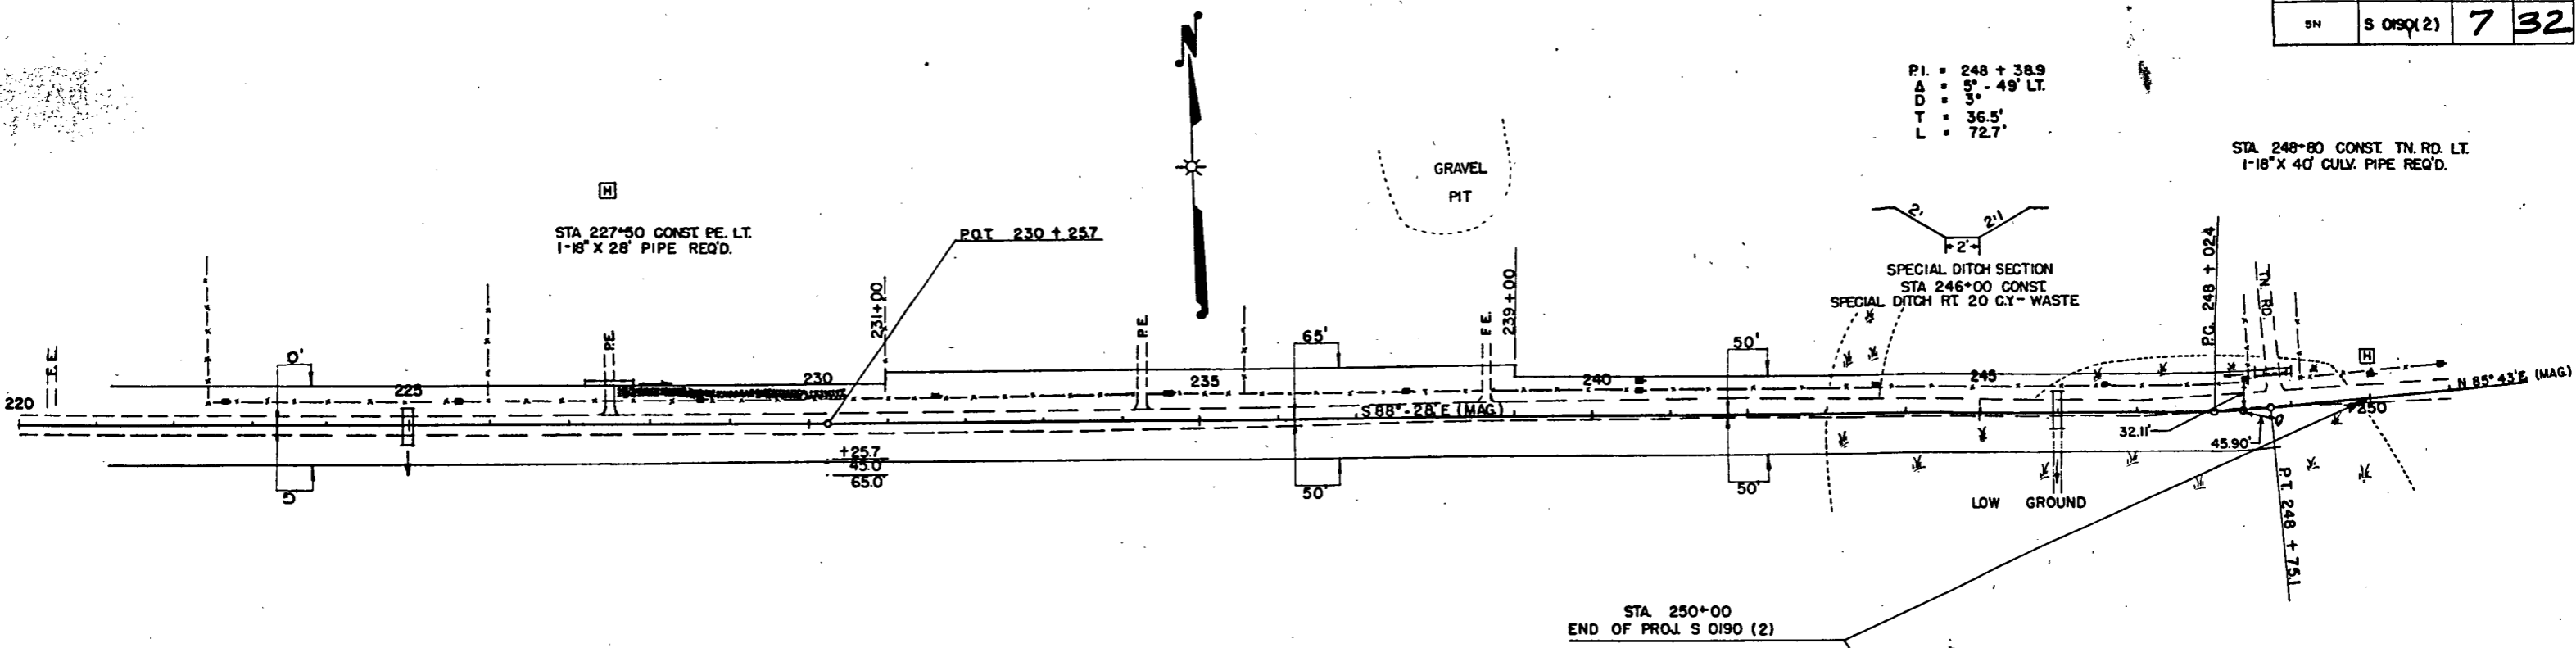 5N S 0190(2) 7 32
N
P.I. = 248 + 38.9
Δ = 5° - 49' LT.
D = 3°
T = 36.5'
L = 72.7'
STA. 248+80 CONST. TN. RD. LT.
1-18" X 40' CULV. PIPE REQ'D.
GRAVEL
PIT
H
STA 227+50 CONST P.E. LT.
1-18" X 28' PIPE REQ'D.
P.O.T. 230 + 25.7
2:1
2'
SPECIAL DITCH SECTION
STA 246+00 CONST.
SPECIAL DITCH RT. 20 C.Y.- WASTE
P.C. 248 + 02.4
TN. RD.
231+00
239+00
F.E.
P.E.
P.E.
F.E.
65'
50'
H
220
225
230
235
240
245
250
S 88° - 28' E (MAG.)
N 85° 43' E (MAG.)
32.11'
45.90'
+25.7
45.0'
65.0'
50'
50'
LOW GROUND
P.T. 248 + 75.1
STA. 250+00
END OF PROJ. S 0190 (2)